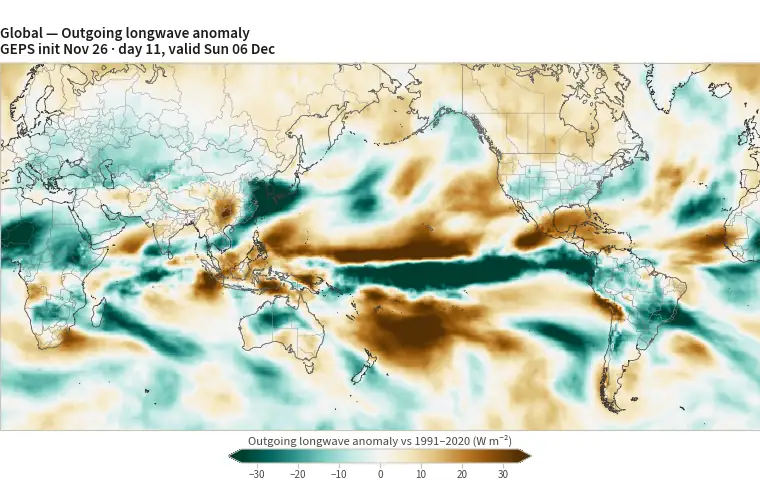 Global — Outgoing longwave anomaly
GEPS init Nov 26 · day 11, valid Sun 06 Dec
Outgoing longwave anomaly vs 1991–2020 (W m⁻²)
−30 −20 −10 0 10 20 30